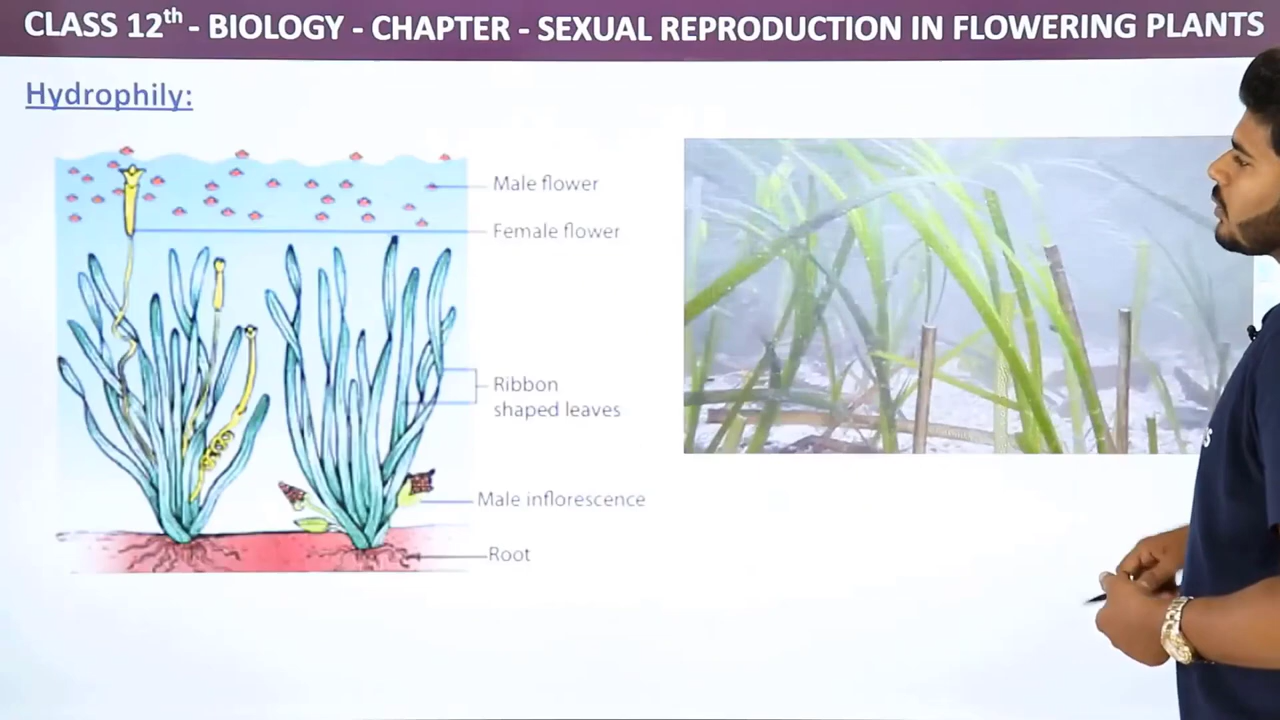 CLASS 12th - BIOLOGY - CHAPTER - SEXUAL REPRODUCTION IN FLOWERING PLANTS
Hydrophily:
Male flower
Female flower
Ribbon
shaped leaves
Male inflorescence
Root